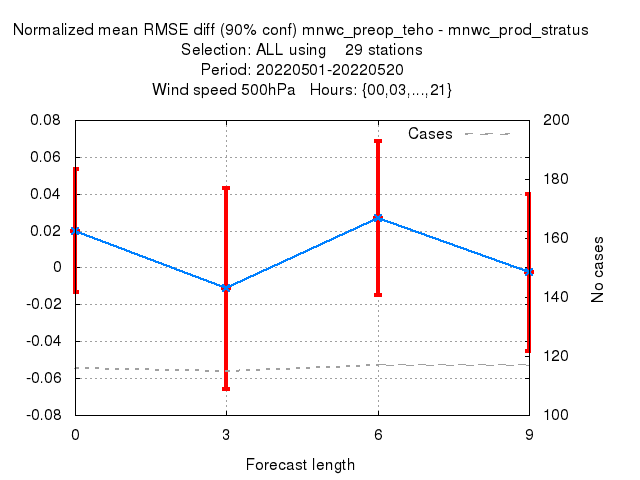 Normalized mean RMSE diff (90% conf) mnwc_preop_teho - mnwc_prod_stratus
Selection: ALL using    29 stations
Period: 20220501-20220520
Wind speed 500hPa   Hours: {00,03,...,21}
Cases
0.08
0.06
0.04
0.02
0
-0.02
-0.04
-0.06
-0.08
200
180
160
140
120
100
No cases
0
3
6
9
Forecast length